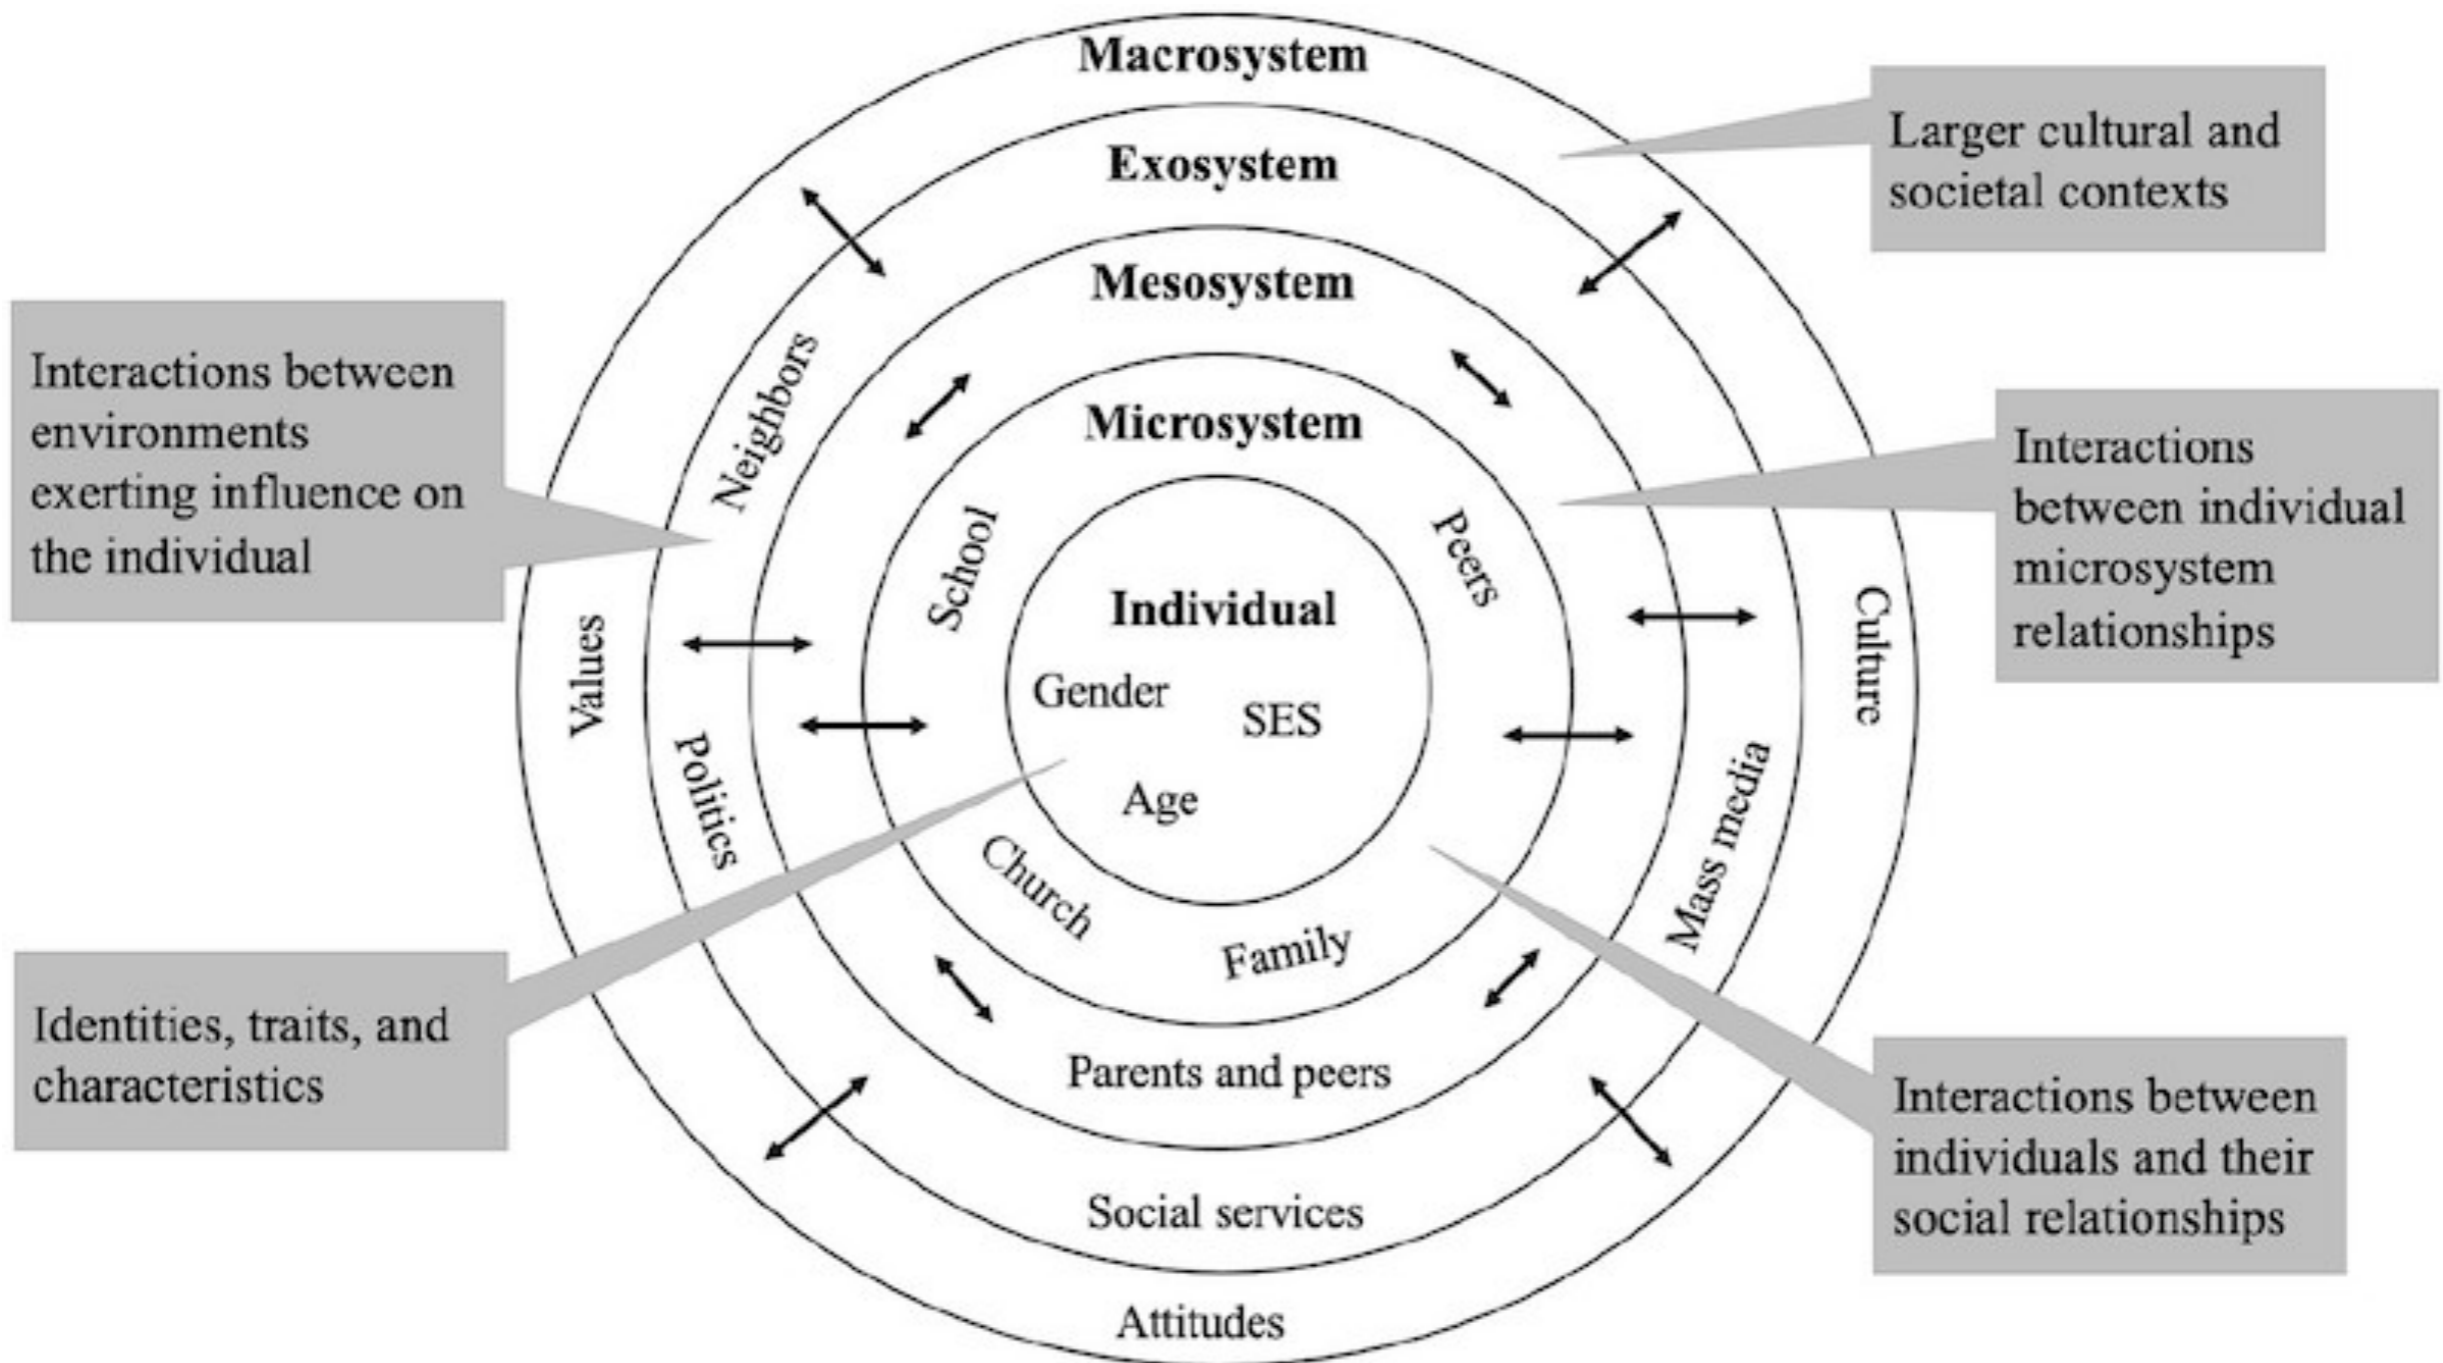 Macrosystem
Larger cultural and
societal contexts
Exosystem
Mesosystem
Interactions between
environments
exerting influence on
the individual
Neighbors
Microsystem
Interactions
between individual
microsystem
relationships
School
Peers
Individual
Gender
SES
Age
Values
Culture
Politics
Mass media
Church
Family
Identities, traits, and
characteristics
Parents and peers
Interactions between
individuals and their
social relationships
Social services
Attitudes